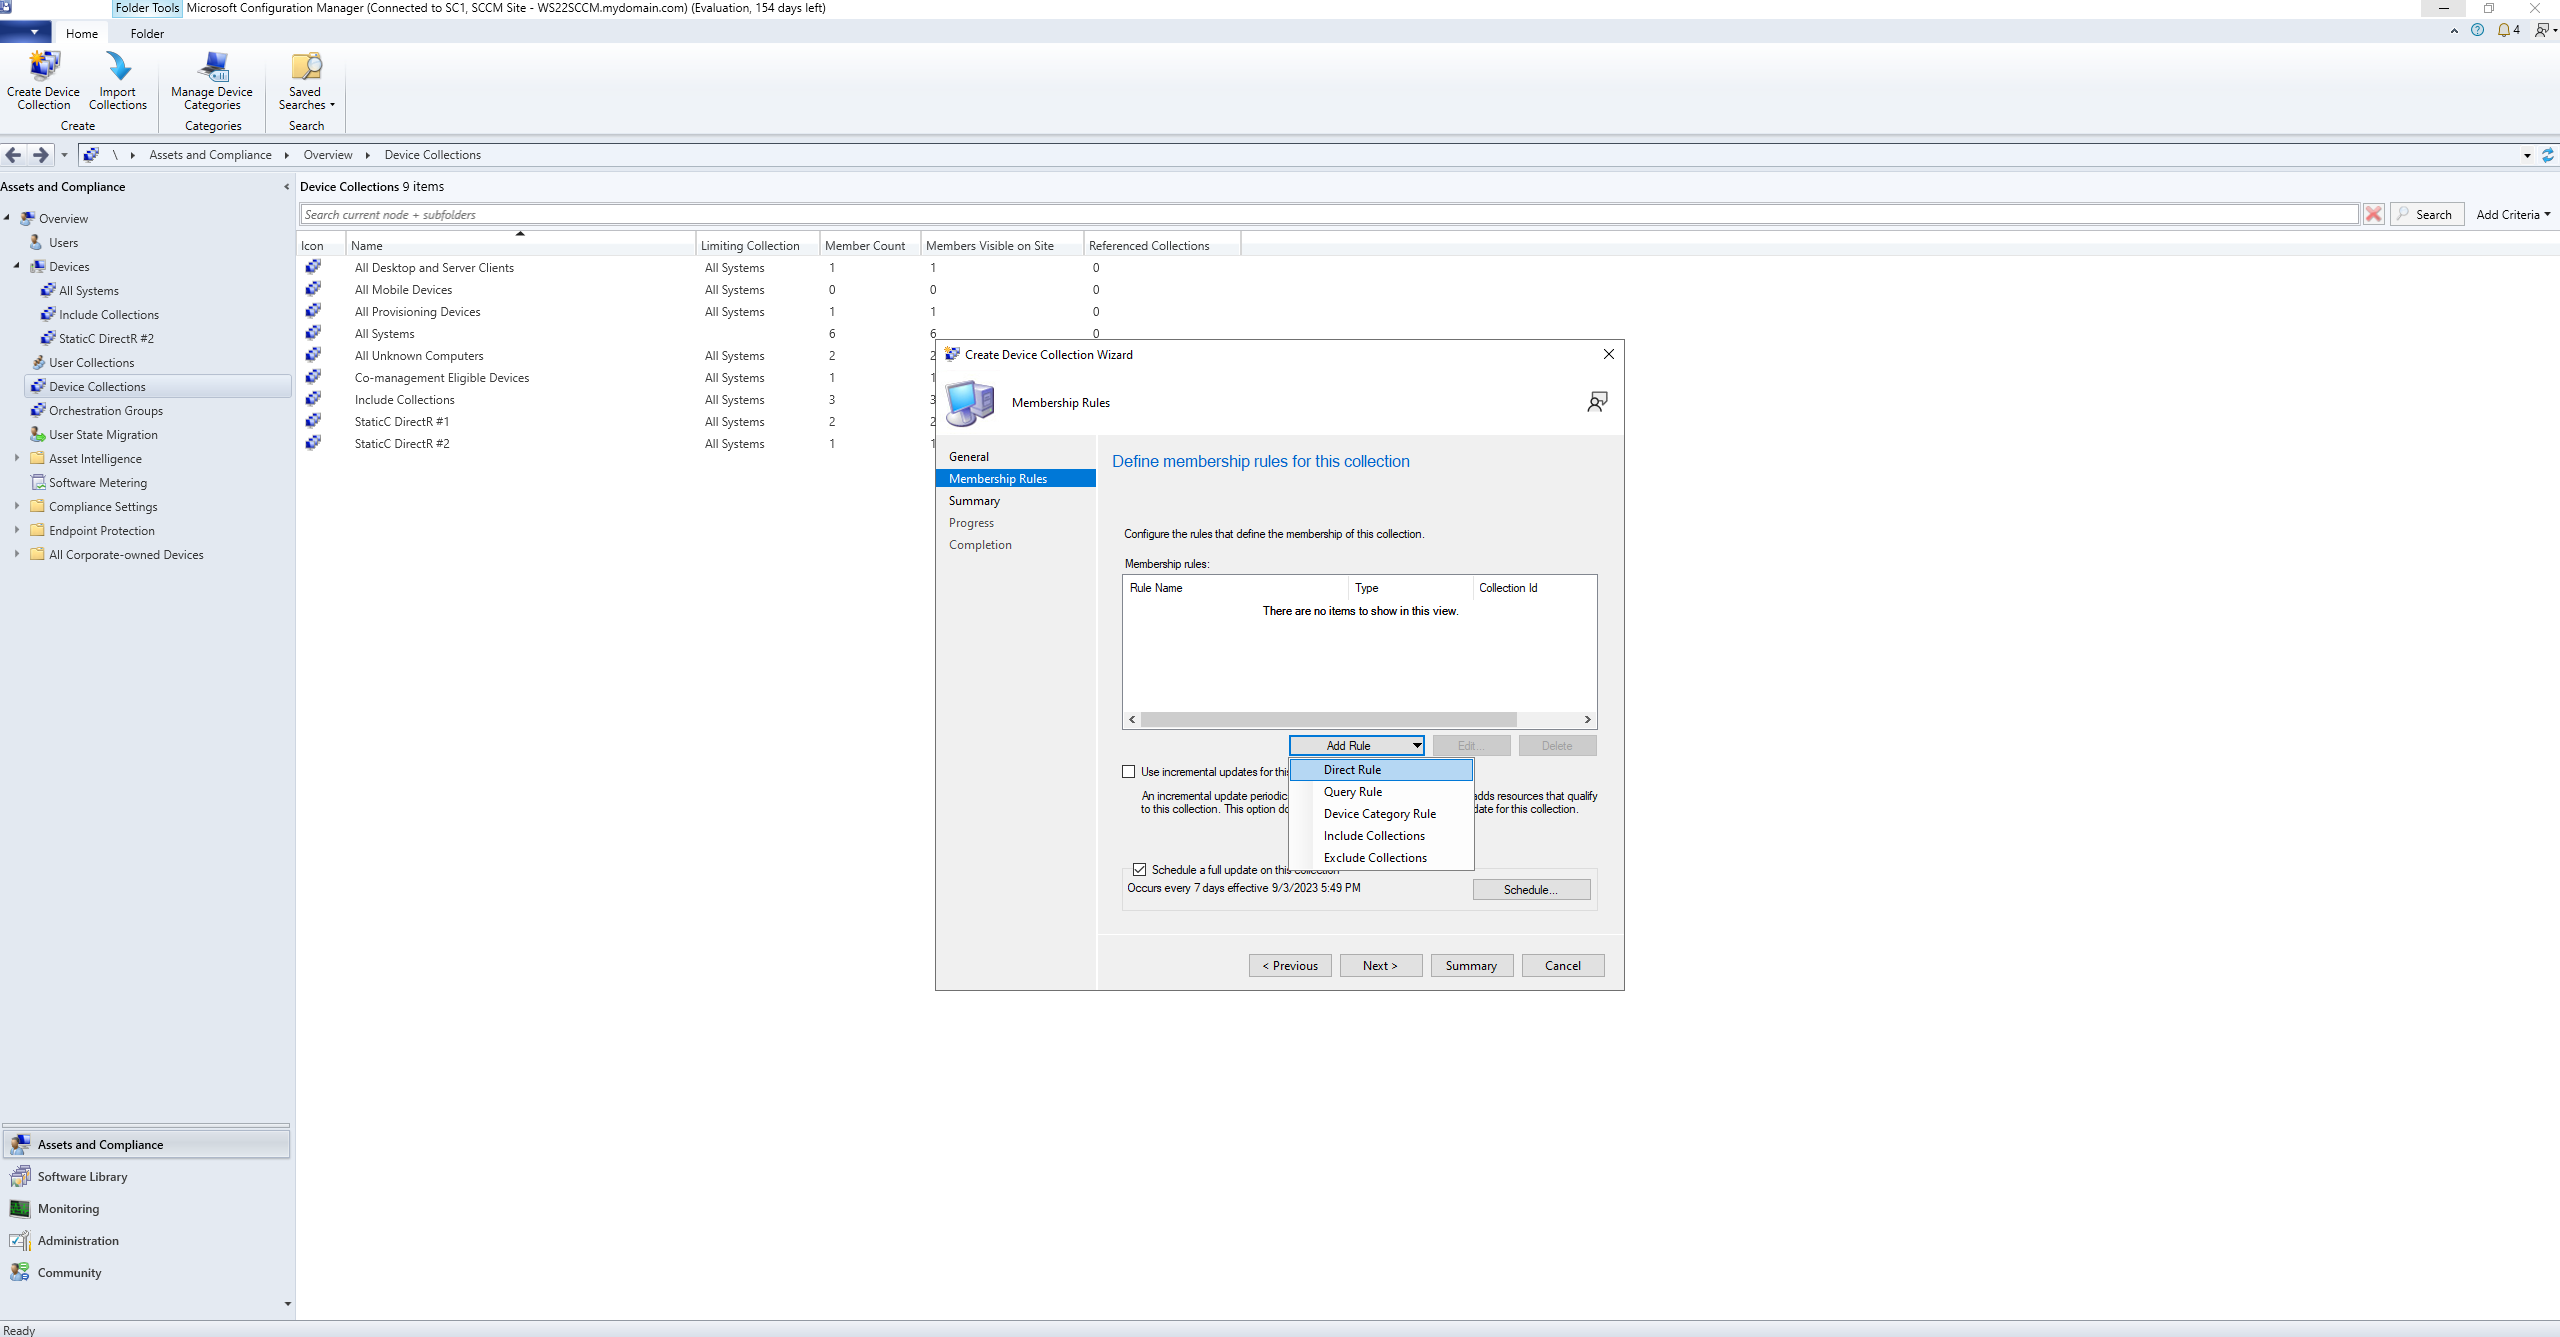 Folder Tools Microsoft Configuration Manager (Connected to SC1, SCCM Site - WS22SCCM.mydomain.com) (Evaluation, 154 days left)
Home Folder
4
Create Device Collection
Import Collections
Manage Device Categories
Saved Searches
Create
Categories
Search
\ Assets and Compliance Overview Device Collections
Assets and Compliance
Overview
Users
Devices
All Systems
Include Collections
StaticC DirectR #2
User Collections
Device Collections
Orchestration Groups
User State Migration
Asset Intelligence
Software Metering
Compliance Settings
Endpoint Protection
All Corporate-owned Devices
Assets and Compliance
Software Library
Monitoring
Administration
Community
Device Collections 9 items
Search current node + subfolders
Search
Add Criteria
Icon Name Limiting Collection Member Count Members Visible on Site Referenced Collections
All Desktop and Server Clients All Systems 1 1 0
All Mobile Devices All Systems 0 0 0
All Provisioning Devices All Systems 1 1 0
All Systems 6 6 0
All Unknown Computers All Systems 2 2
Co-management Eligible Devices All Systems 1 1
Include Collections All Systems 3 3
StaticC DirectR #1 All Systems 2 2
StaticC DirectR #2 All Systems 1 1
Create Device Collection Wizard
Membership Rules
General
Membership Rules
Summary
Progress
Completion
Define membership rules for this collection
Configure the rules that define the membership of this collection.
Membership rules:
Rule Name Type Collection Id
There are no items to show in this view.
Add Rule Edit... Delete
Direct Rule
Query Rule
Device Category Rule
Include Collections
Exclude Collections
Use incremental updates for this
An incremental update periodic adds resources that qualify
to this collection. This option do date for this collection.
Schedule a full update on this collection
Occurs every 7 days effective 9/3/2023 5:49 PM
Schedule...
< Previous Next > Summary Cancel
Ready